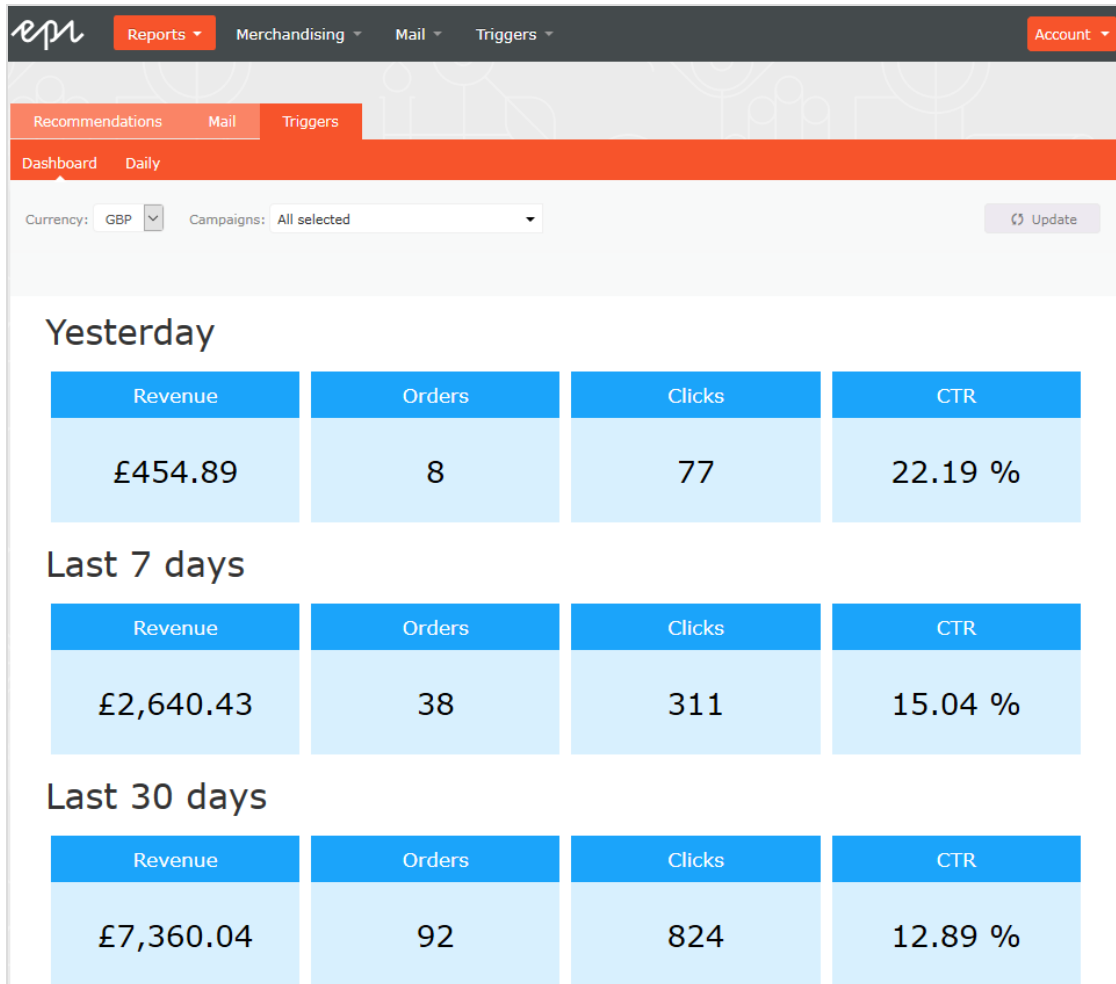 epi Reports Merchandising Mail Triggers Account
Recommendations Mail Triggers
Dashboard Daily
Currency: GBP Campaigns: All selected Update
Yesterday
Revenue Orders Clicks CTR
£454.89 8 77 22.19 %
Last 7 days
Revenue Orders Clicks CTR
£2,640.43 38 311 15.04 %
Last 30 days
Revenue Orders Clicks CTR
£7,360.04 92 824 12.89 %